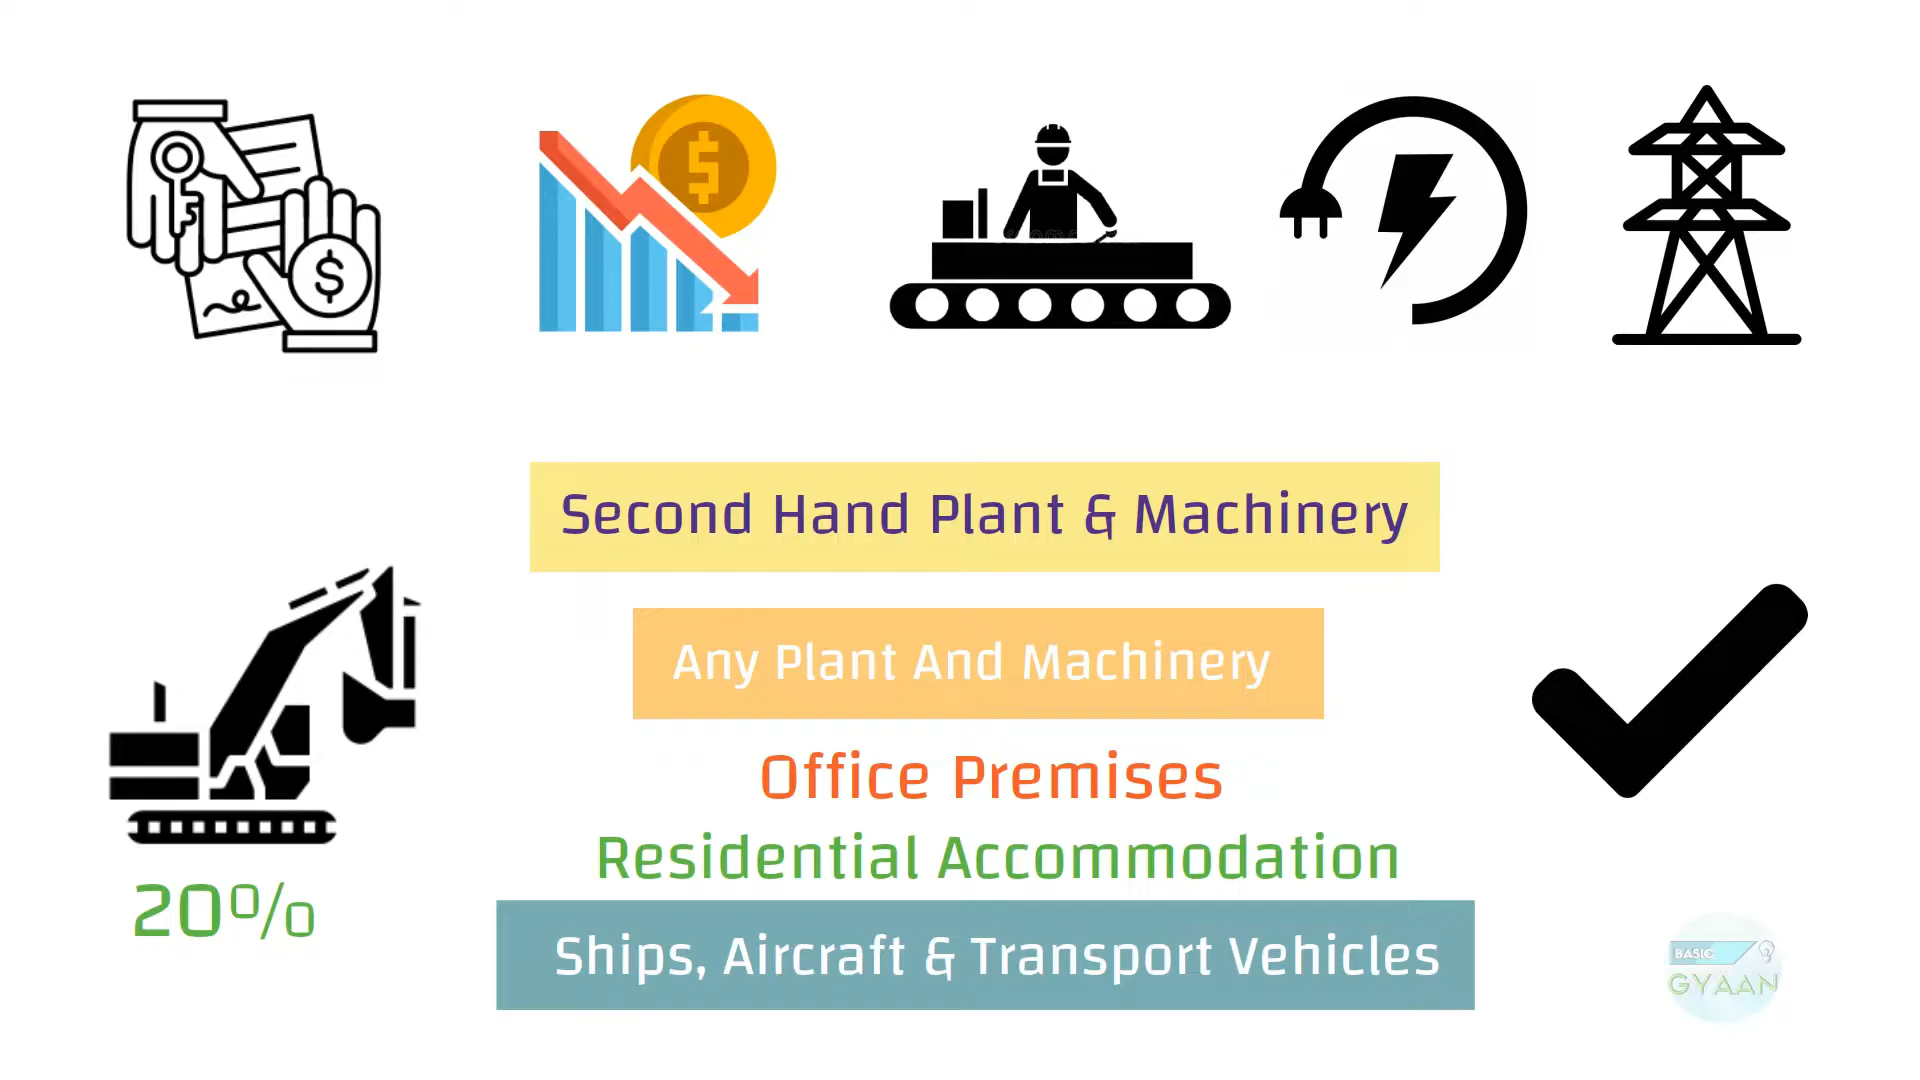 Second Hand Plant & Machinery
Any Plant And Machinery
Office Premises
Residential Accommodation
20%
Ships, Aircraft & Transport Vehicles
BASIC
GYAAN